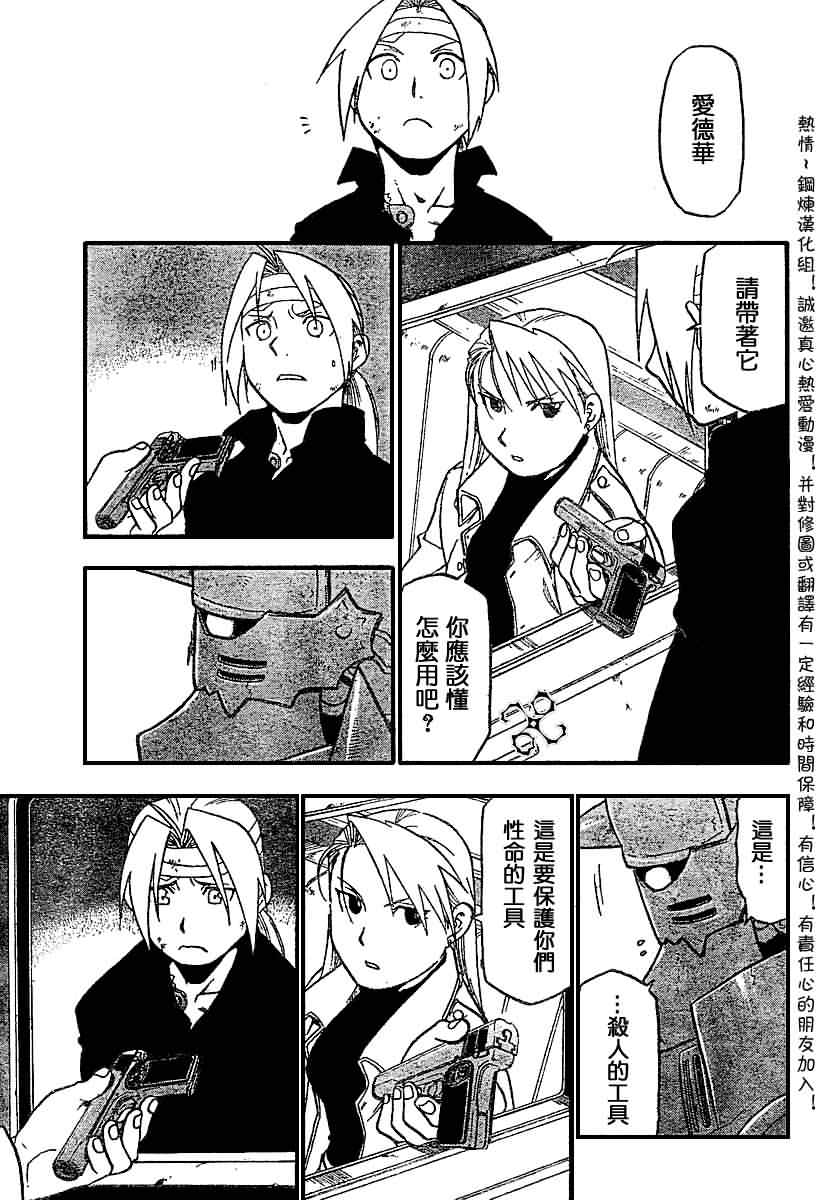 愛德華
請帶著它
你應該懂
怎麼用吧？
這是…
…殺人的工具
這是要保護你們
性命的工具
熱情～鋼煉漢化組！誠邀真心熱愛動漫！并對修圖或翻譯有一定經驗和時間保障！有信心！有責任心的朋友加入！